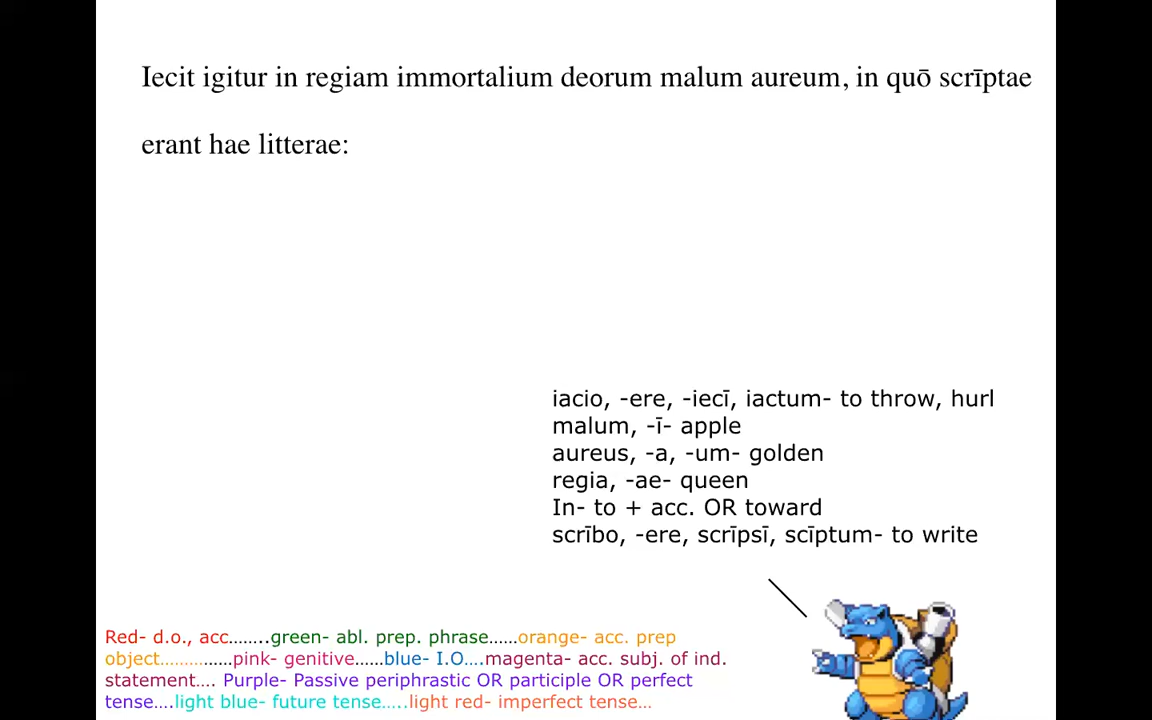 Iecit igitur in regiam immortalium deorum malum aureum, in quō scrīptae
erant hae litterae:
iacio, -ere, -iecī, iactum- to throw, hurl
malum, -ī- apple
aureus, -a, -um- golden
regia, -ae- queen
In- to + acc. OR toward
scrībo, -ere, scrīpsī, scīptum- to write
Red- d.o., acc........green- abl. prep. phrase......orange- acc. prep
object...............pink- genitive......blue- I.O....magenta- acc. subj. of ind.
statement.... Purple- Passive periphrastic OR participle OR perfect
tense....light blue- future tense.....light red- imperfect tense...